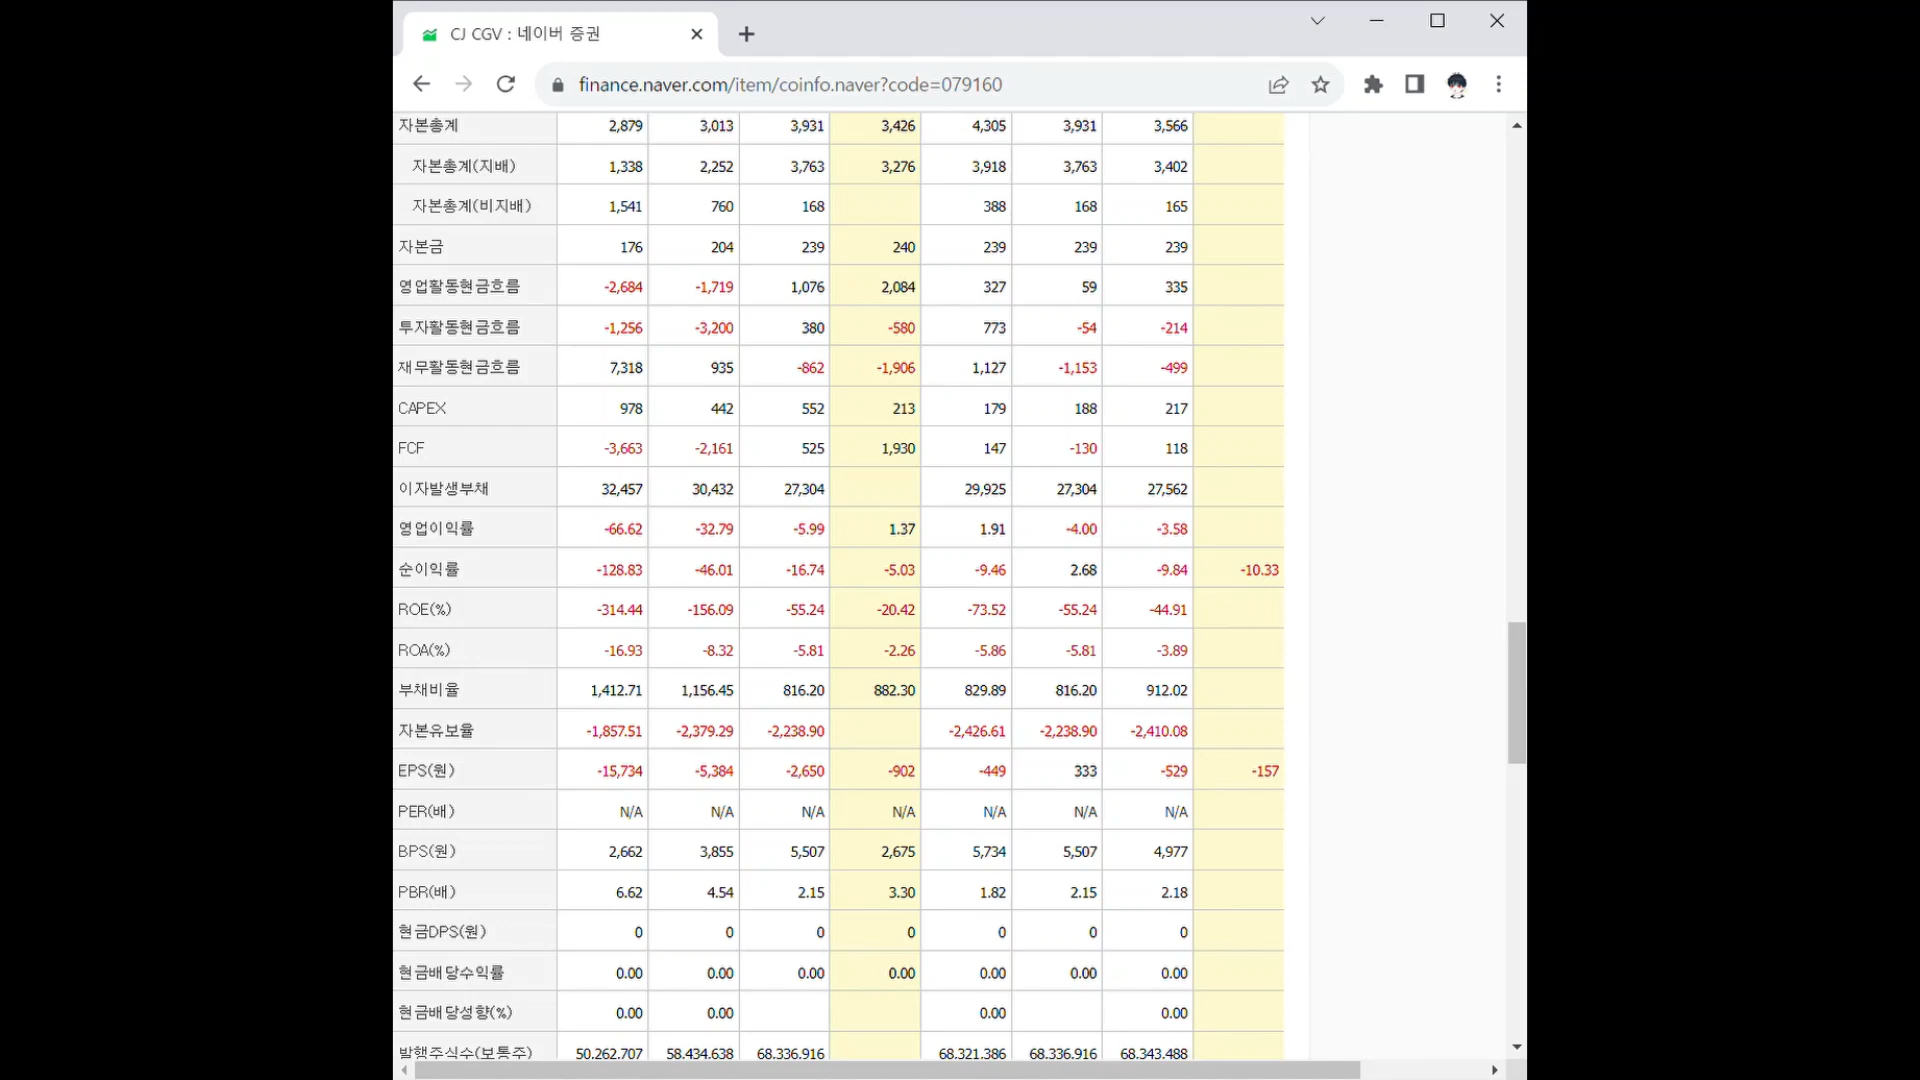 CJ CGV : 네이버 증권
finance.naver.com/item/coinfo.naver?code=079160
자본총계 2,879 3,013 3,931 3,426 4,305 3,931 3,566
자본총계(지배) 1,338 2,252 3,763 3,276 3,918 3,763 3,402
자본총계(비지배) 1,541 760 168 388 168 165
자본금 176 204 239 240 239 239 239
영업활동현금흐름 -2,684 -1,719 1,076 2,084 327 59 335
투자활동현금흐름 -1,256 -3,200 380 -580 773 -54 -214
재무활동현금흐름 7,318 935 -862 -1,906 1,127 -1,153 -499
CAPEX 978 442 552 213 179 188 217
FCF -3,663 -2,161 525 1,930 147 -130 118
이자발생부채 32,457 30,432 27,304 29,925 27,304 27,562
영업이익률 -66.62 -32.79 -5.99 1.37 1.91 -4.00 -3.58
순이익률 -128.83 -46.01 -16.74 -5.03 -9.46 2.68 -9.84 -10.33
ROE(%) -314.44 -156.09 -55.24 -20.42 -73.52 -55.24 -44.91
ROA(%) -16.93 -8.32 -5.81 -2.26 -5.86 -5.81 -3.89
부채비율 1,412.71 1,156.45 816.20 882.30 829.89 816.20 912.02
자본유보율 -1,857.51 -2,379.29 -2,238.90 -2,426.61 -2,238.90 -2,410.08
EPS(원) -15,734 -5,384 -2,650 -902 -449 333 -529 -157
PER(배) N/A N/A N/A N/A N/A N/A N/A
BPS(원) 2,662 3,855 5,507 2,675 5,734 5,507 4,977
PBR(배) 6.62 4.54 2.15 3.30 1.82 2.15 2.18
현금DPS(원) 0 0 0 0 0 0 0
현금배당수익률 0.00 0.00 0.00 0.00 0.00 0.00 0.00
현금배당성향(%) 0.00 0.00 0.00 0.00
발행주식수(보통주) 50,262,707 58,434,638 68,336,916 68,321,386 68,336,916 68,343,488